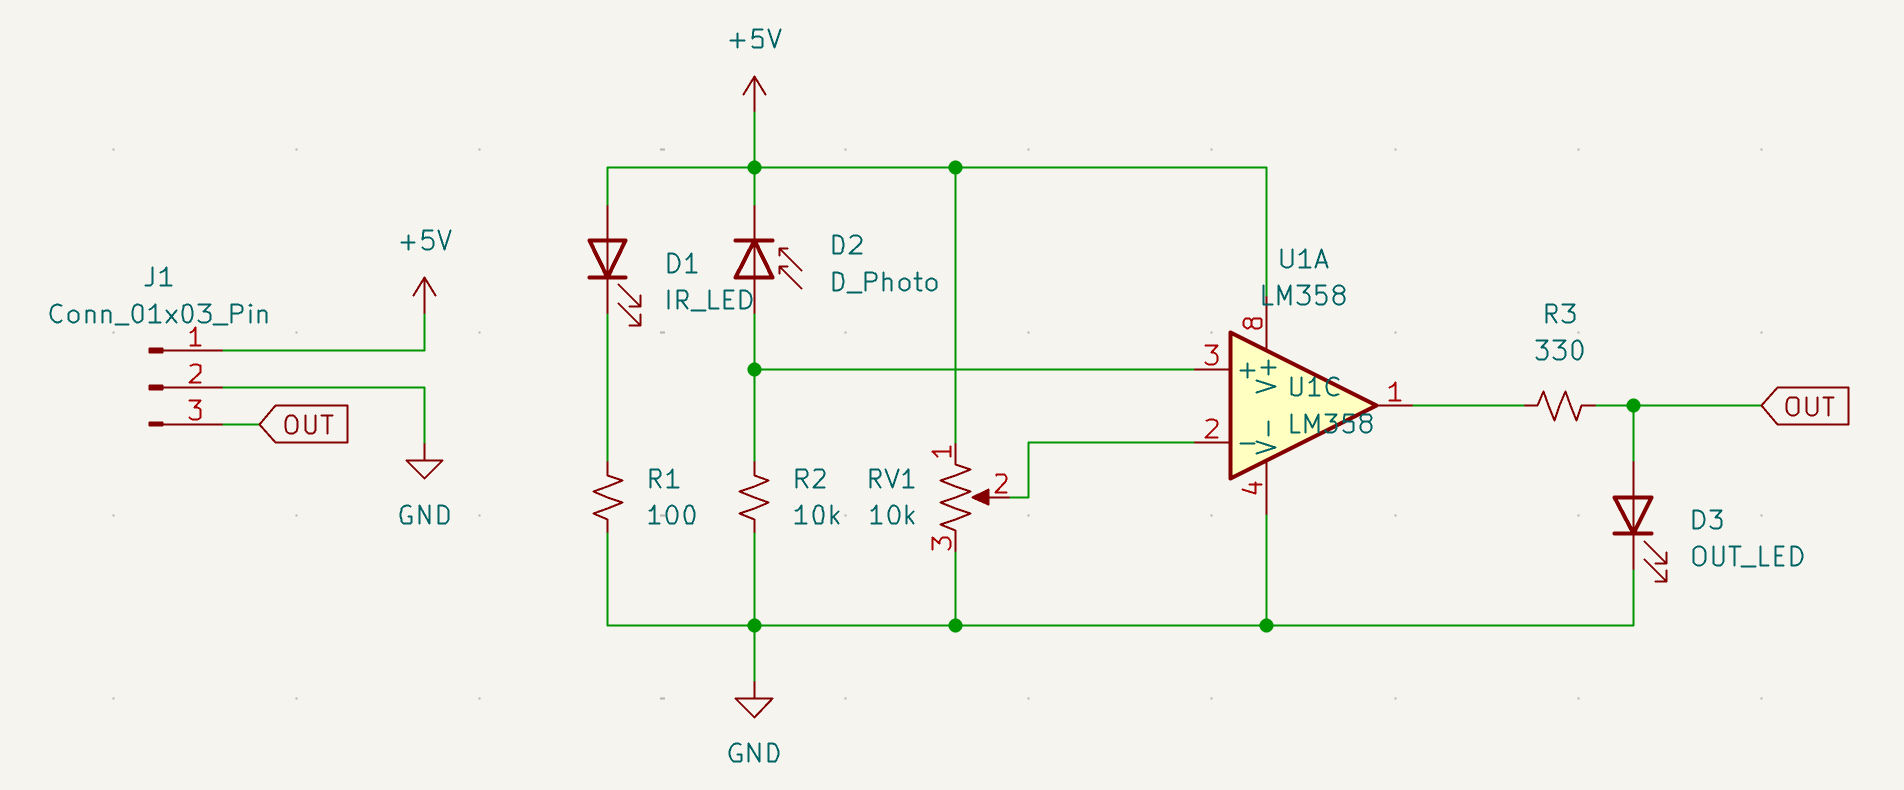 +5V
+5V
J1
Conn_01x03_Pin
1
2
3
OUT
GND
D1
IR_LED
D2
D_Photo
R1
100
R2
10k
RV1
10k
1
2
3
GND
U1A
LM358
8
3
+
V+
U1C
LM358
1
2
−
V−
4
R3
330
OUT
D3
OUT_LED